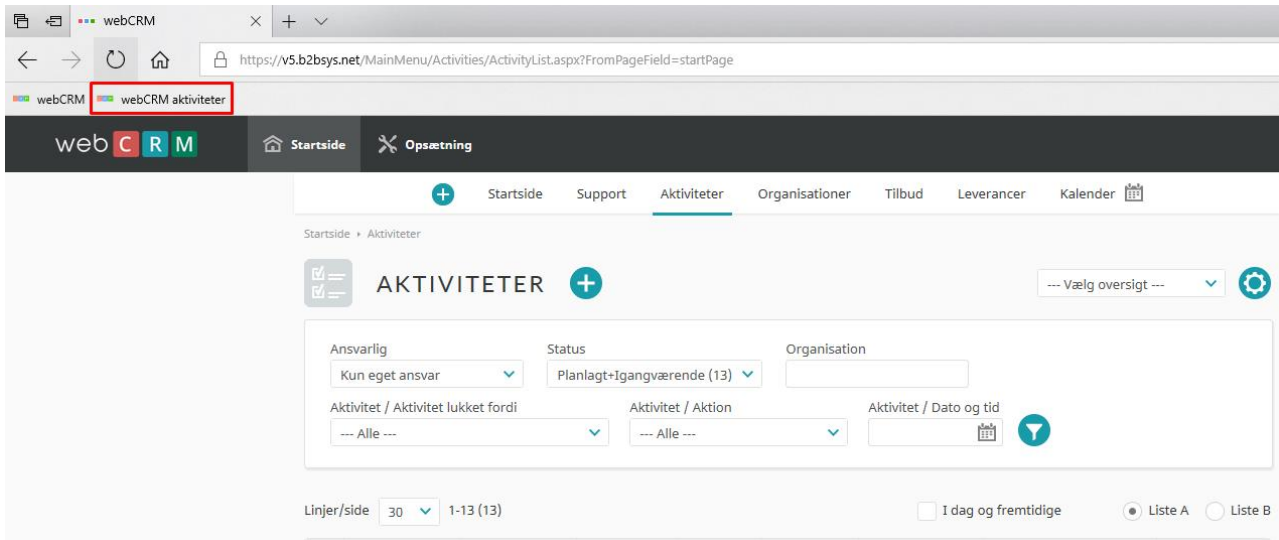 webCRM
https://v5.b2bsys.net/MainMenu/Activities/ActivityList.aspx?FromPageField=startPage
webCRM webCRM aktiviteter
web C R M Startside Opsætning
Startside Support Aktiviteter Organisationer Tilbud Leverancer Kalender
Startside Aktiviteter
AKTIVITETER --- Vælg oversigt ---
Ansvarlig Status Organisation
Kun eget ansvar Planlagt+Igangværende (13)
Aktivitet / Aktivitet lukket fordi Aktivitet / Aktion Aktivitet / Dato og tid
--- Alle --- --- Alle ---
Linjer/side 30 1-13 (13) I dag og fremtidige Liste A Liste B